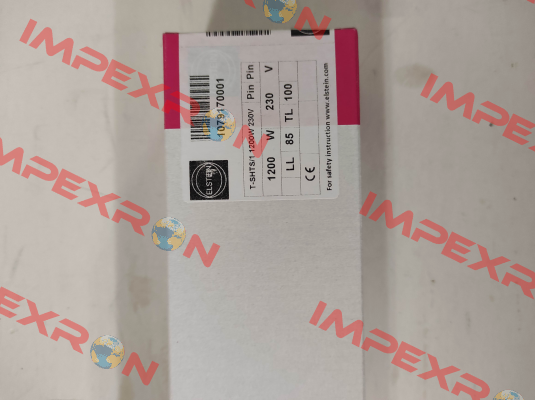 1079170001
ELSTEIN
T-SHTS/1 1200W 230V Pin Pin
1200 W 230 V
LL 85 TL 100
CE
For safety instruction www.elstein.com
IMPEXRON
IMPEXRON
IMPEXRON
IMPEXRON
IMPEXRON